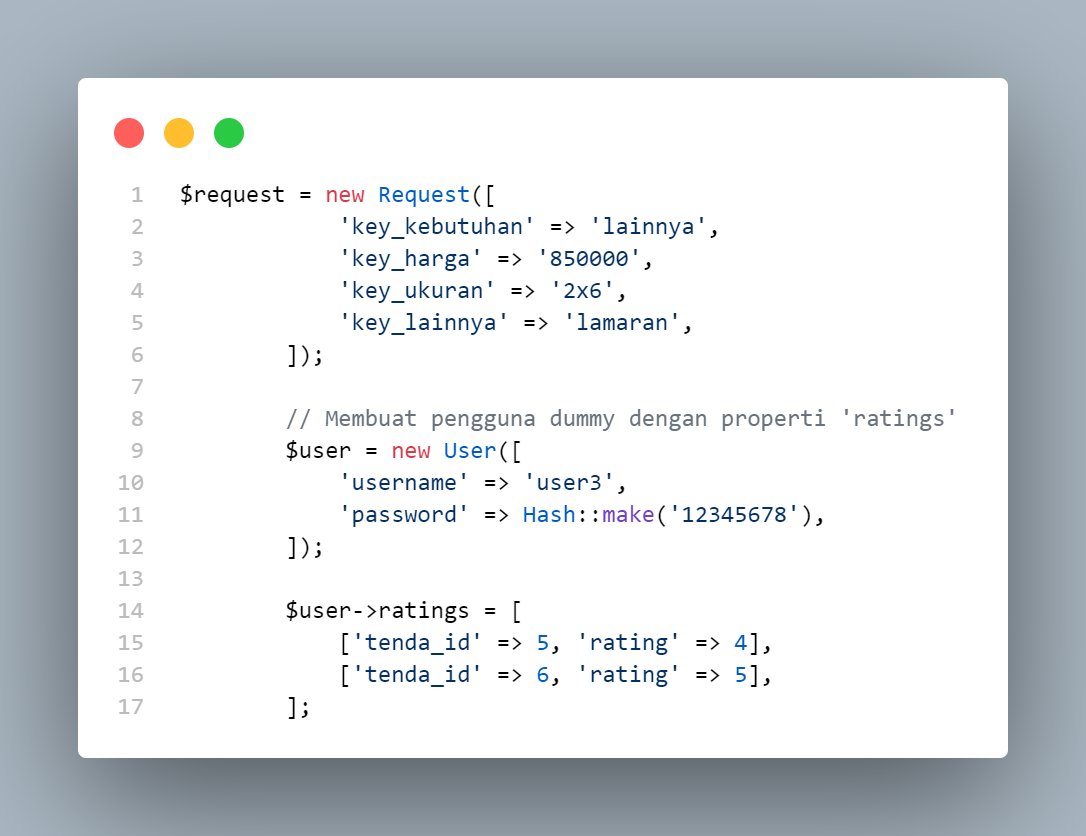 1 $request = new Request([
2 'key_kebutuhan' => 'lainnya',
3 'key_harga' => '850000',
4 'key_ukuran' => '2x6',
5 'key_lainnya' => 'lamaran',
6 ]);
7
8 // Membuat pengguna dummy dengan properti 'ratings'
9 $user = new User([
10 'username' => 'user3',
11 'password' => Hash::make('12345678'),
12 ]);
13
14 $user->ratings = [
15 ['tenda_id' => 5, 'rating' => 4],
16 ['tenda_id' => 6, 'rating' => 5],
17 ];